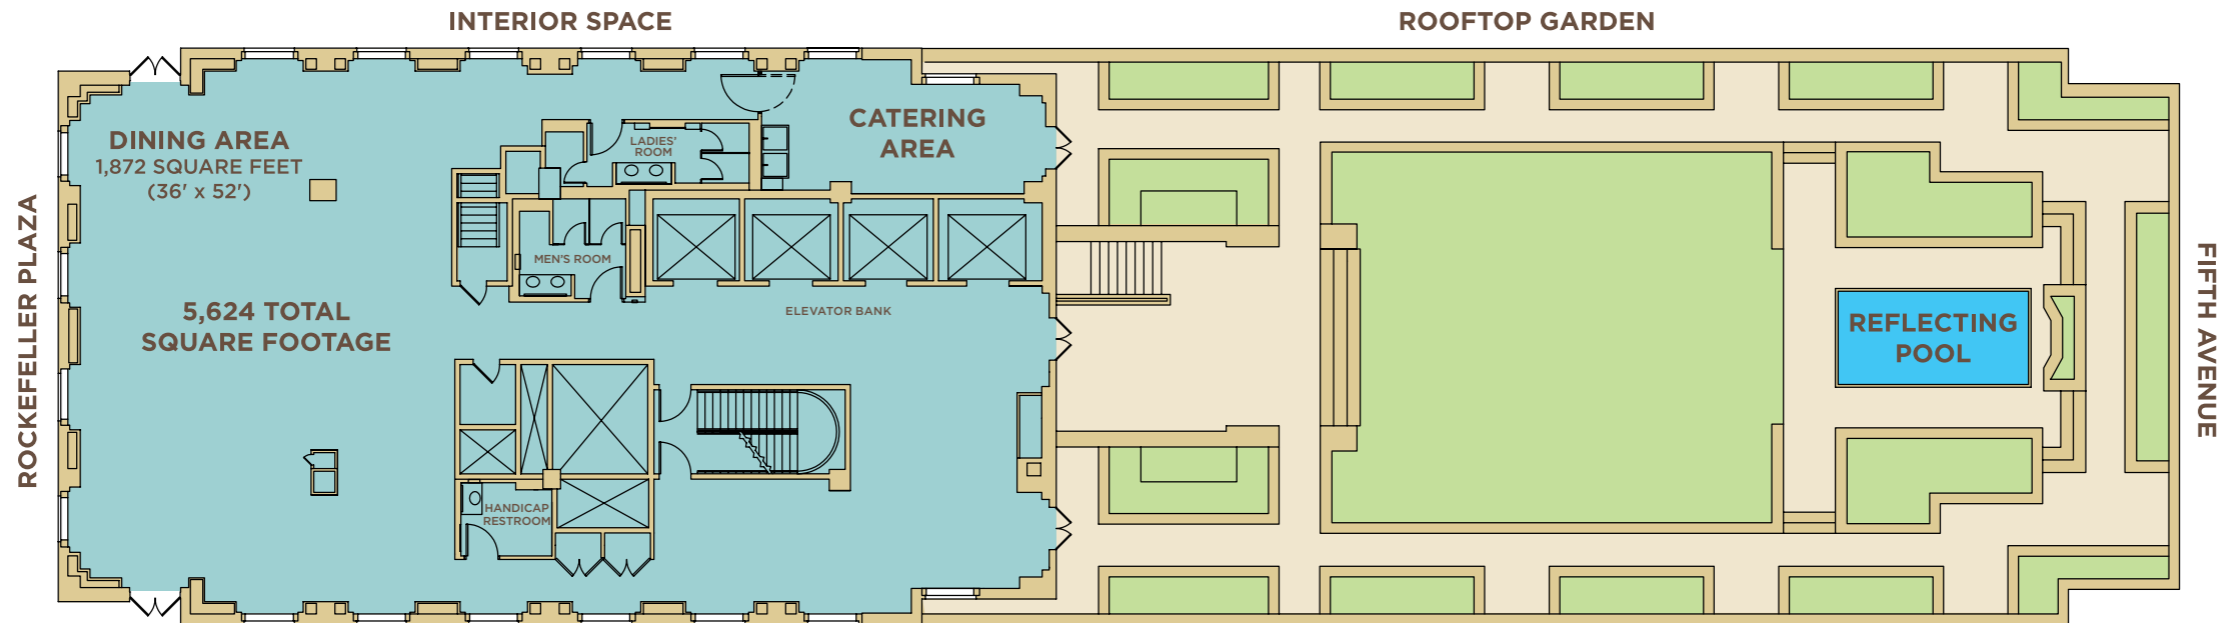 INTERIOR SPACE
ROOFTOP GARDEN
DINING AREA
1,872 SQUARE FEET
(36' x 52')
LADIES'
ROOM
CATERING
AREA
MEN'S ROOM
ROCKEFELLER PLAZA
5,624 TOTAL
SQUARE FOOTAGE
ELEVATOR BANK
REFLECTING
POOL
FIFTH AVENUE
HANDICAP
RESTROOM